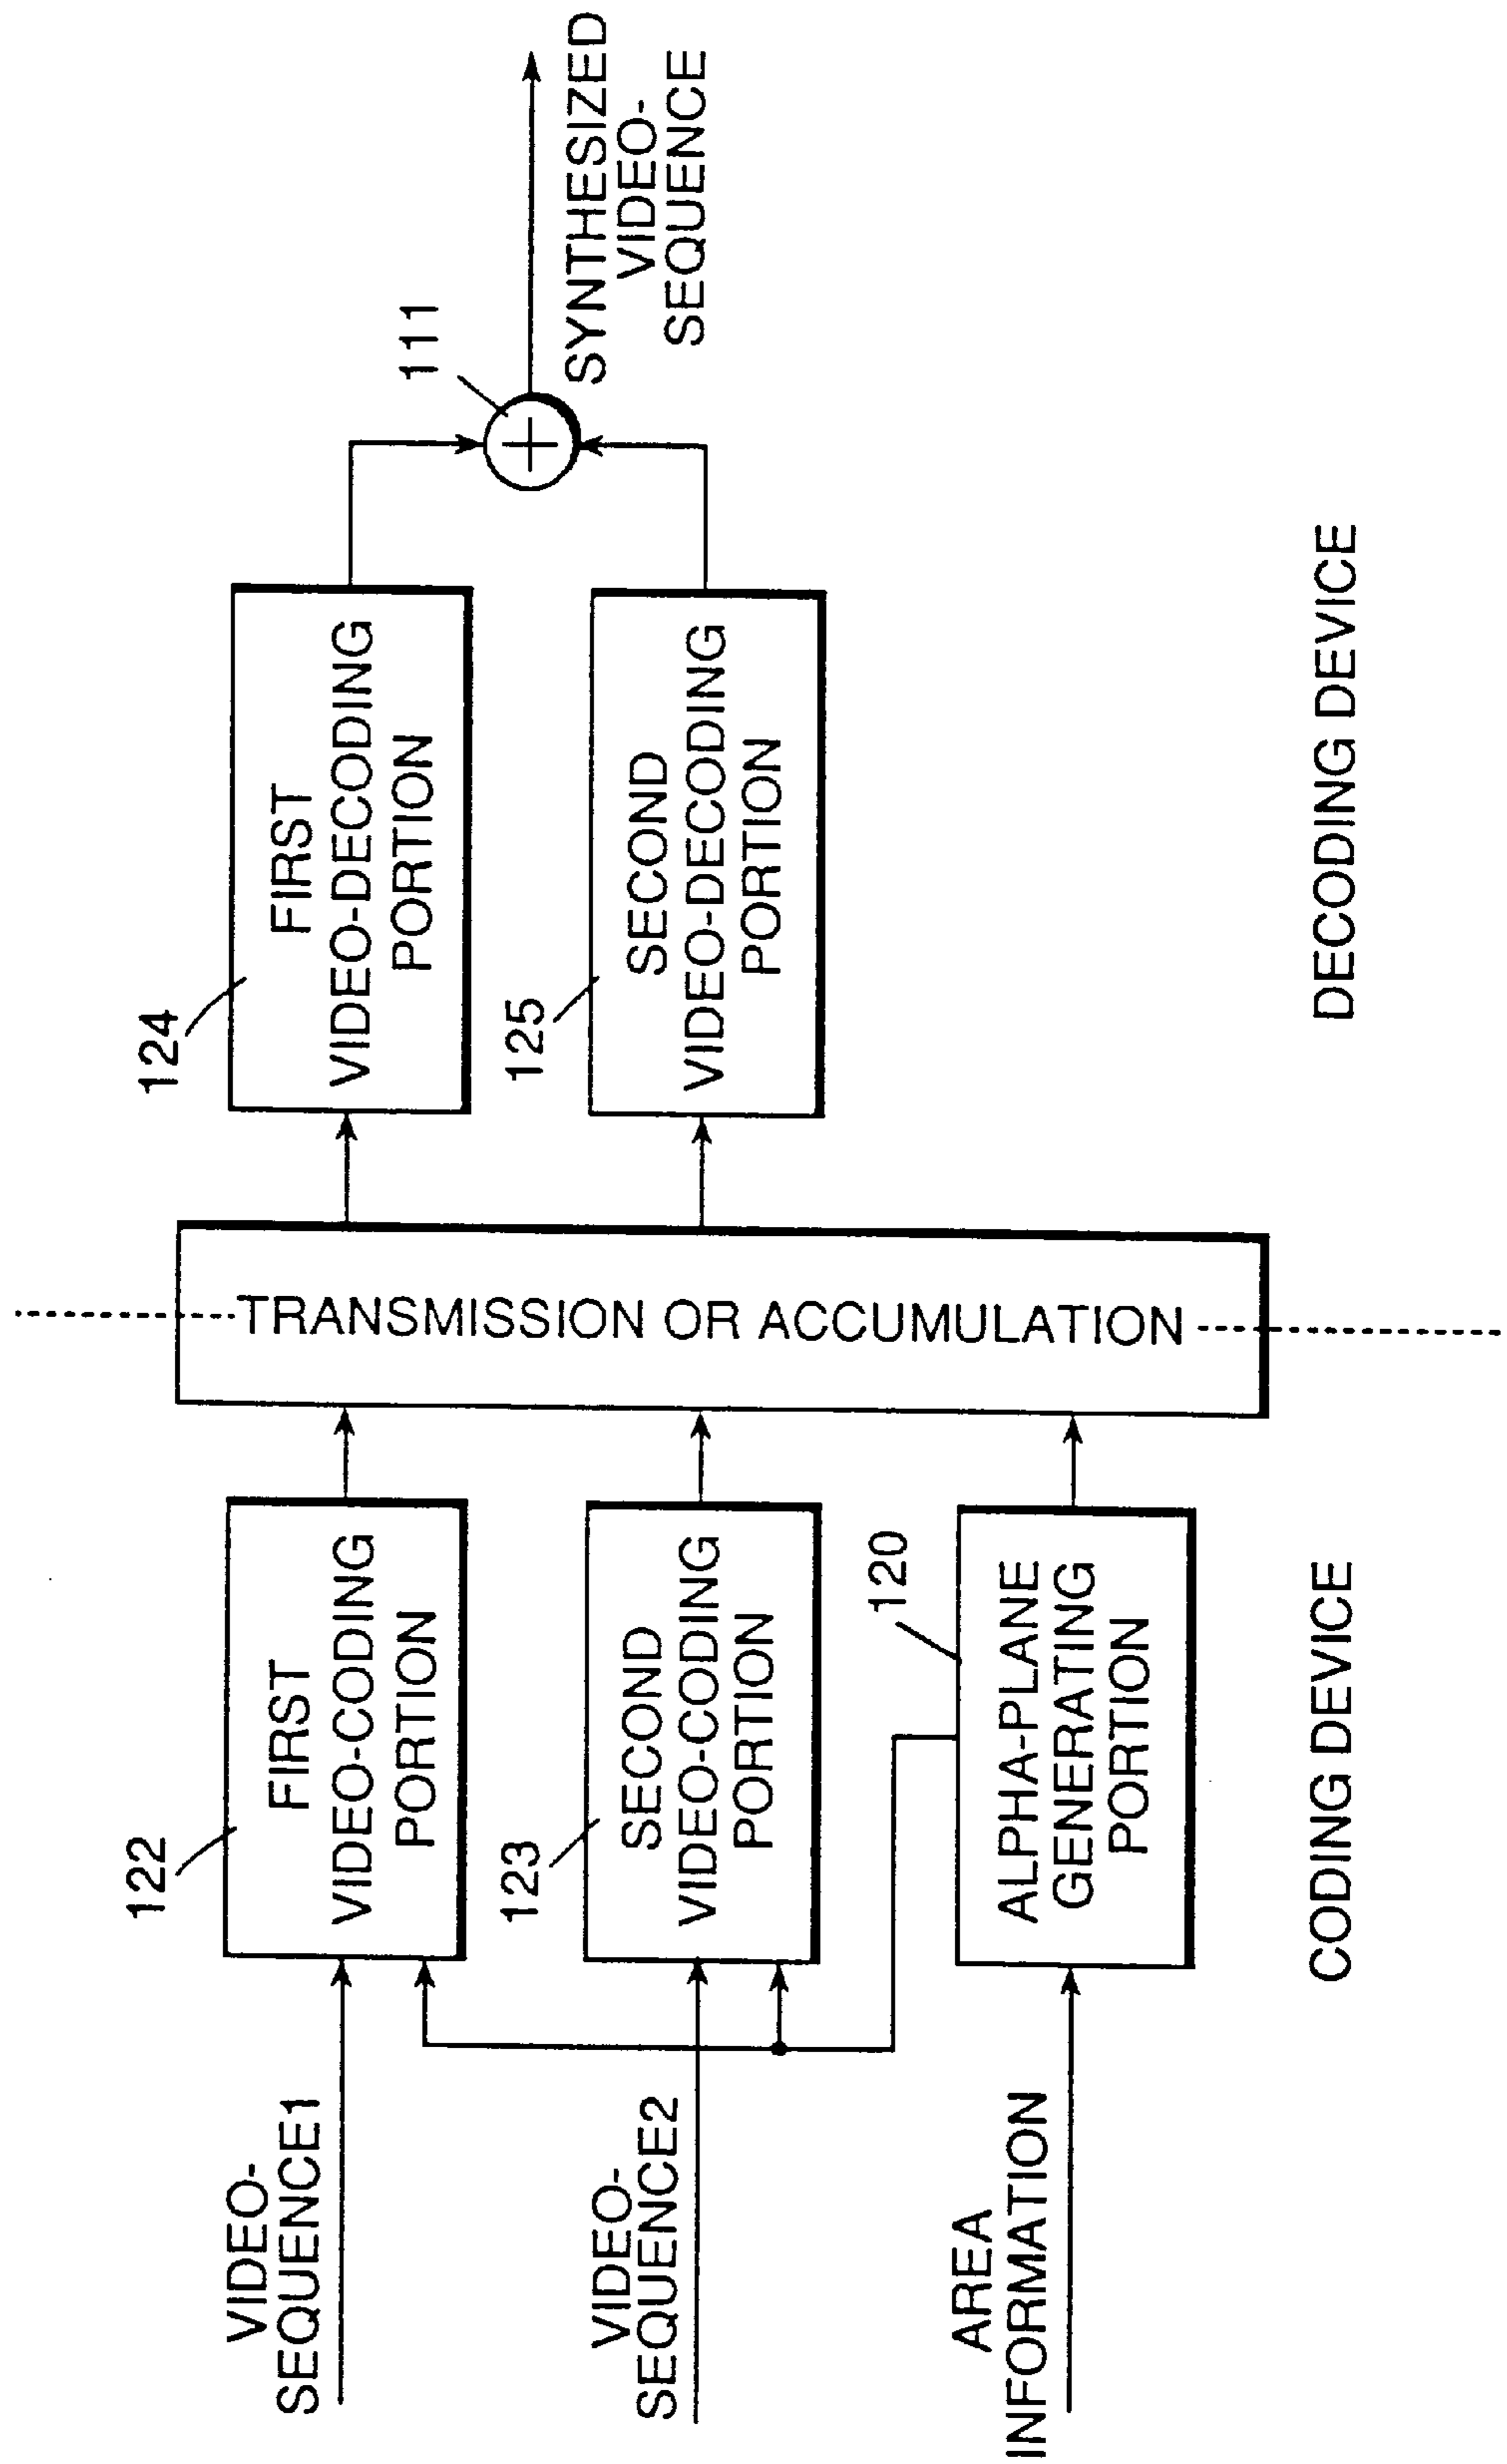 VIDEO-
SEQUENCE1
122
FIRST
VIDEO-CODING
PORTION
VIDEO-
SEQUENCE2
123
SECOND
VIDEO-CODING
PORTION
AREA
INFORMATION
120
ALPHA-PLANE
GENERATING
PORTION
CODING DEVICE
TRANSMISSION OR ACCUMULATION
124
FIRST
VIDEO-DECODING
PORTION
125
SECOND
VIDEO-DECODING
PORTION
DECODING DEVICE
111
SYNTHESIZED
VIDEO-
SEQUENCE